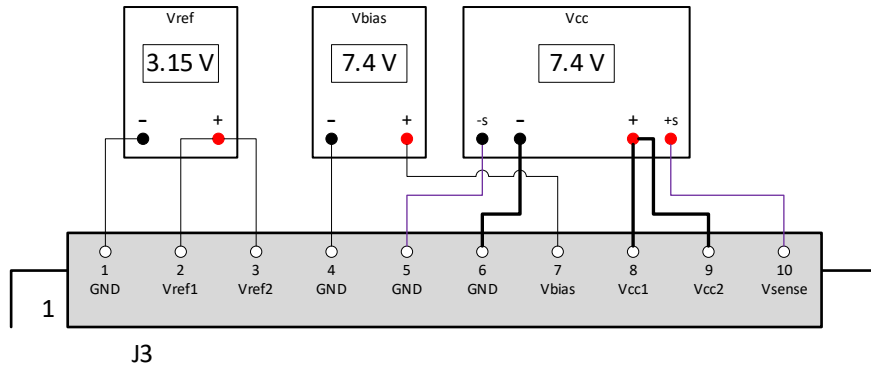 Vref Vbias Vcc
3.15 V 7.4 V 7.4 V
- + - + -s - + +s
1 2 3 4 5 6 7 8 9 10
GND Vref1 Vref2 GND GND GND Vbias Vcc1 Vcc2 Vsense
1
J3